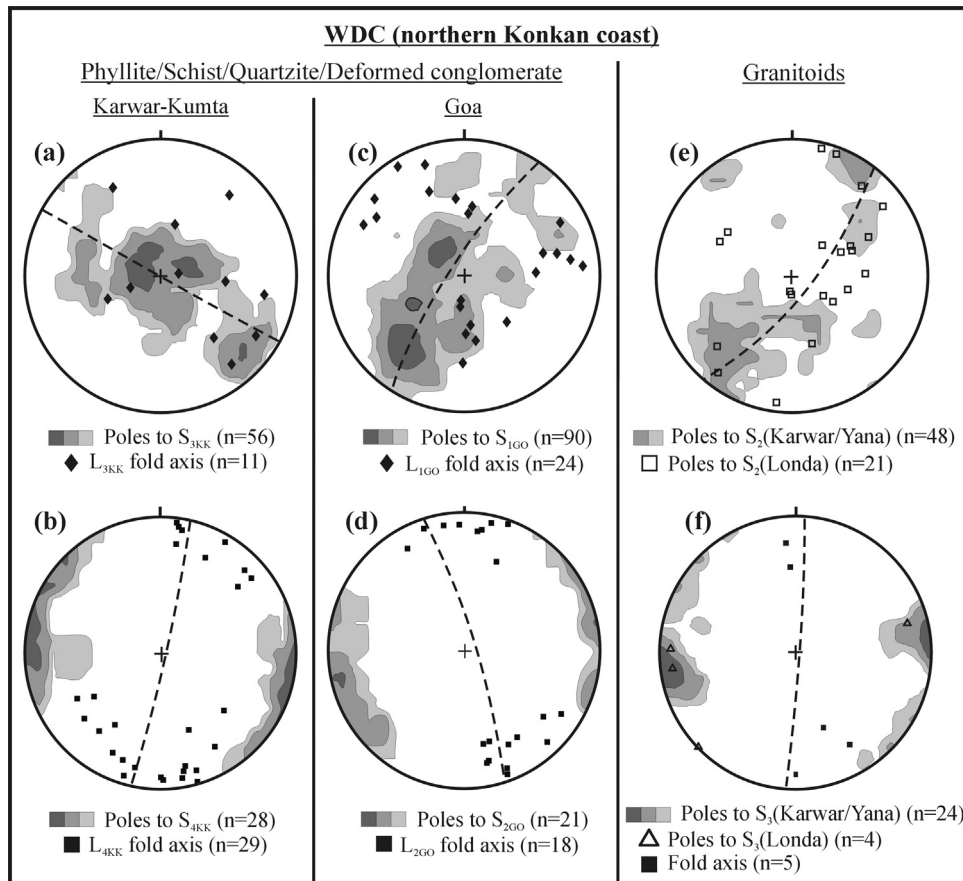 WDC (northern Konkan coast)
Phyllite/Schist/Quartzite/Deformed conglomerate
Granitoids
Karwar-Kumta
Goa
(a)
(c)
(e)
Poles to S3KK (n=56)
L3KK fold axis (n=11)
Poles to S1GO (n=90)
L1GO fold axis (n=24)
Poles to S2(Karwar/Yana) (n=48)
Poles to S2(Londa) (n=21)
(b)
(d)
(f)
Poles to S4KK (n=28)
L4KK fold axis (n=29)
Poles to S2GO (n=21)
L2GO fold axis (n=18)
Poles to S3(Karwar/Yana) (n=24)
Poles to S3(Londa) (n=4)
Fold axis (n=5)